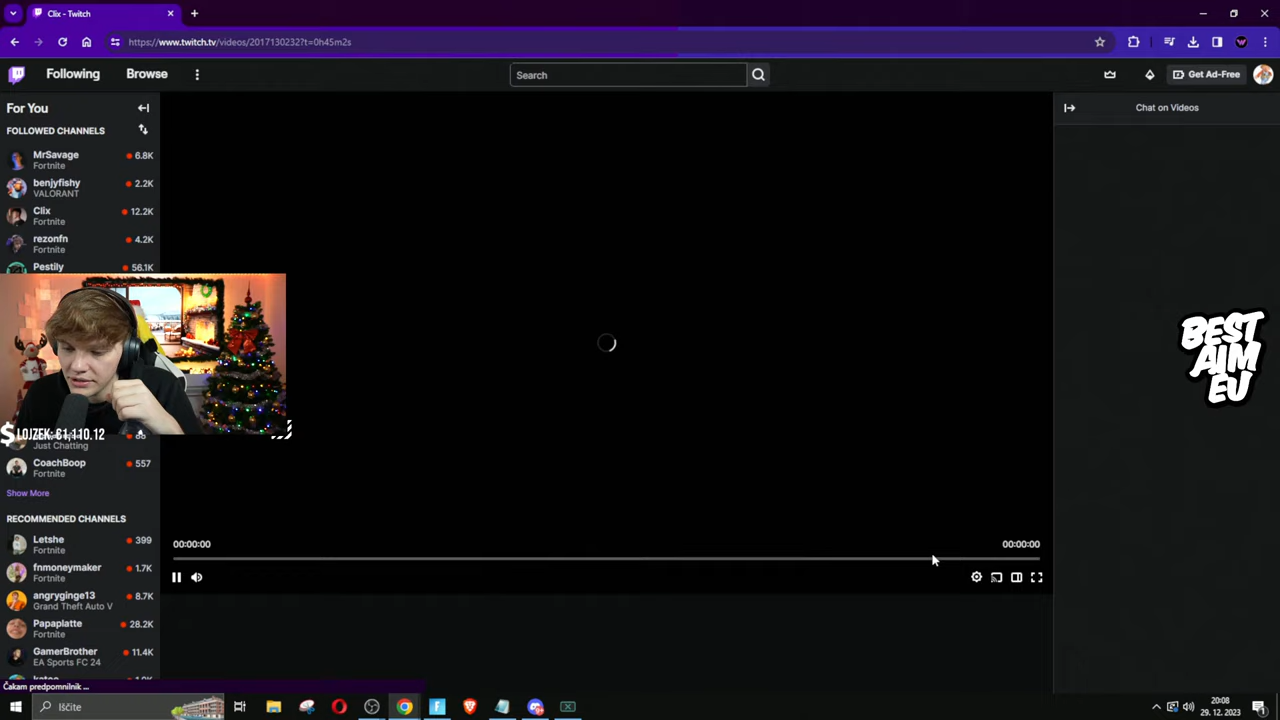 Clix - Twitch
https://www.twitch.tv/videos/2017130232?t=0h45m2s
Following
Browse
Search
Get Ad-Free
For You
FOLLOWED CHANNELS
MrSavage
6.8K
Fortnite
benjyfishy
2.2K
VALORANT
Clix
12.2K
Fortnite
rezonfn
4.2K
Fortnite
Pestily
56.1K
$ LOJZEK: 61.110.12
Just Chatting
CoachBoop
557
Fortnite
Show More
RECOMMENDED CHANNELS
Letshe
399
Fortnite
fnmoneymaker
1.7K
Fortnite
angryginge13
8.7K
Grand Theft Auto V
Papaplatte
28.2K
Fortnite
GamerBrother
11.4K
EA Sports FC 24
Chat on Videos
BEST
AIM
EU
00:00:00
00:00:00
Čakam predpomnilnik ...
Iščite
20:08
29. 12. 2023